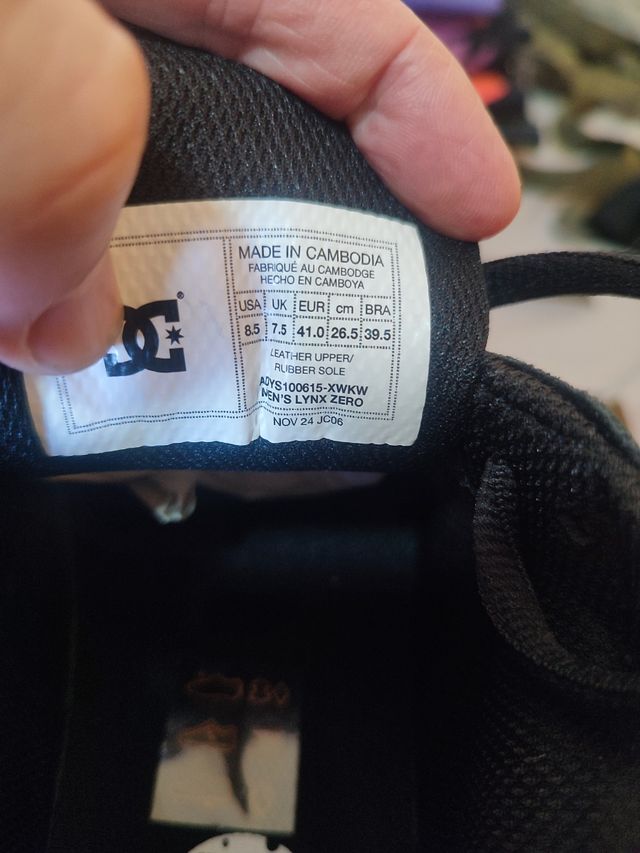 DC®
MADE IN CAMBODIA
FABRIQUÉ AU CAMBODGE
HECHO EN CAMBOYA
USA UK EUR cm BRA
8.5 7.5 41.0 26.5 39.5
LEATHER UPPER/
RUBBER SOLE
ADYS100615-XWKW
MEN'S LYNX ZERO
NOV 24 JC06